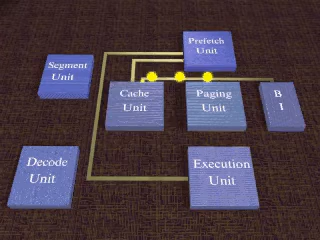 Prefetch
Unit
Segment
Unit
Cache
Unit
Paging
Unit
B
I
Decode
Unit
Execution
Unit